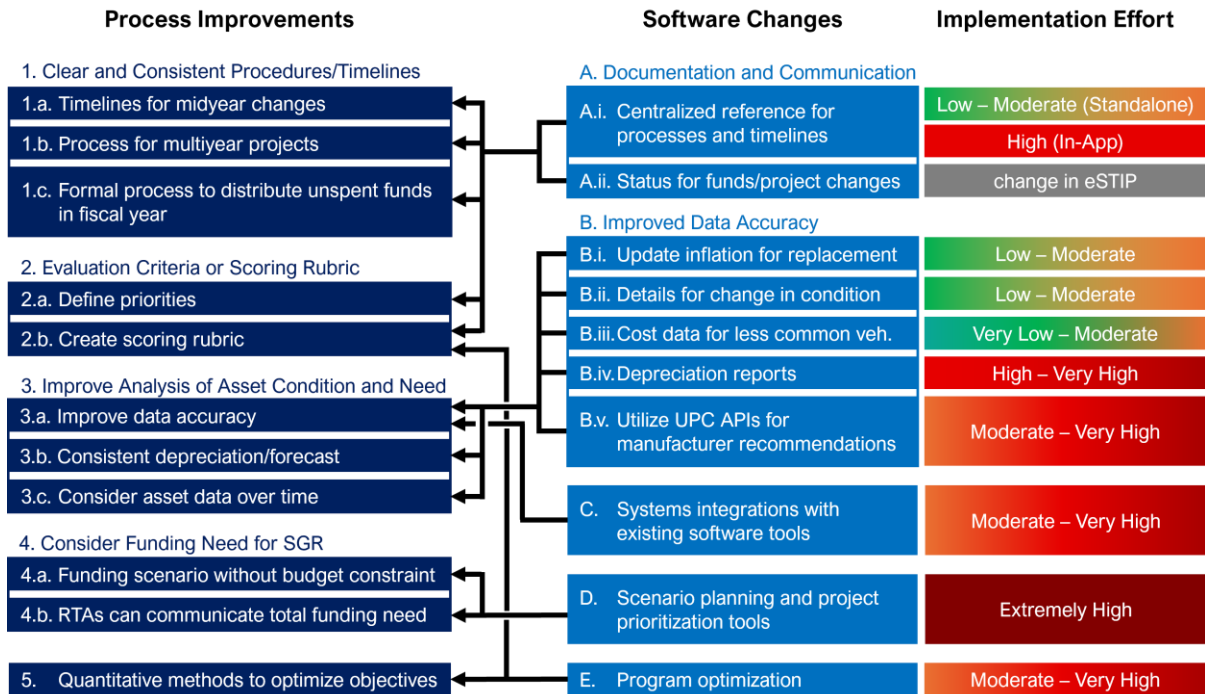 Process Improvements
Software Changes
Implementation Effort
1. Clear and Consistent Procedures/Timelines
1.a. Timelines for midyear changes
1.b. Process for multiyear projects
1.c. Formal process to distribute unspent funds
in fiscal year
2. Evaluation Criteria or Scoring Rubric
2.a. Define priorities
2.b. Create scoring rubric
3. Improve Analysis of Asset Condition and Need
3.a. Improve data accuracy
3.b. Consistent depreciation/forecast
3.c. Consider asset data over time
4. Consider Funding Need for SGR
4.a. Funding scenario without budget constraint
4.b. RTAs can communicate total funding need
5. Quantitative methods to optimize objectives
A. Documentation and Communication
A.i. Centralized reference for
processes and timelines
A.ii. Status for funds/project changes
B. Improved Data Accuracy
B.i. Update inflation for replacement
B.ii. Details for change in condition
B.iii. Cost data for less common veh.
B.iv. Depreciation reports
B.v. Utilize UPC APIs for
manufacturer recommendations
C. Systems integrations with
existing software tools
D. Scenario planning and project
prioritization tools
E. Program optimization
Low – Moderate (Standalone)
High (In-App)
change in eSTIP
Low – Moderate
Low – Moderate
Very Low – Moderate
High – Very High
Moderate – Very High
Moderate – Very High
Extremely High
Moderate – Very High